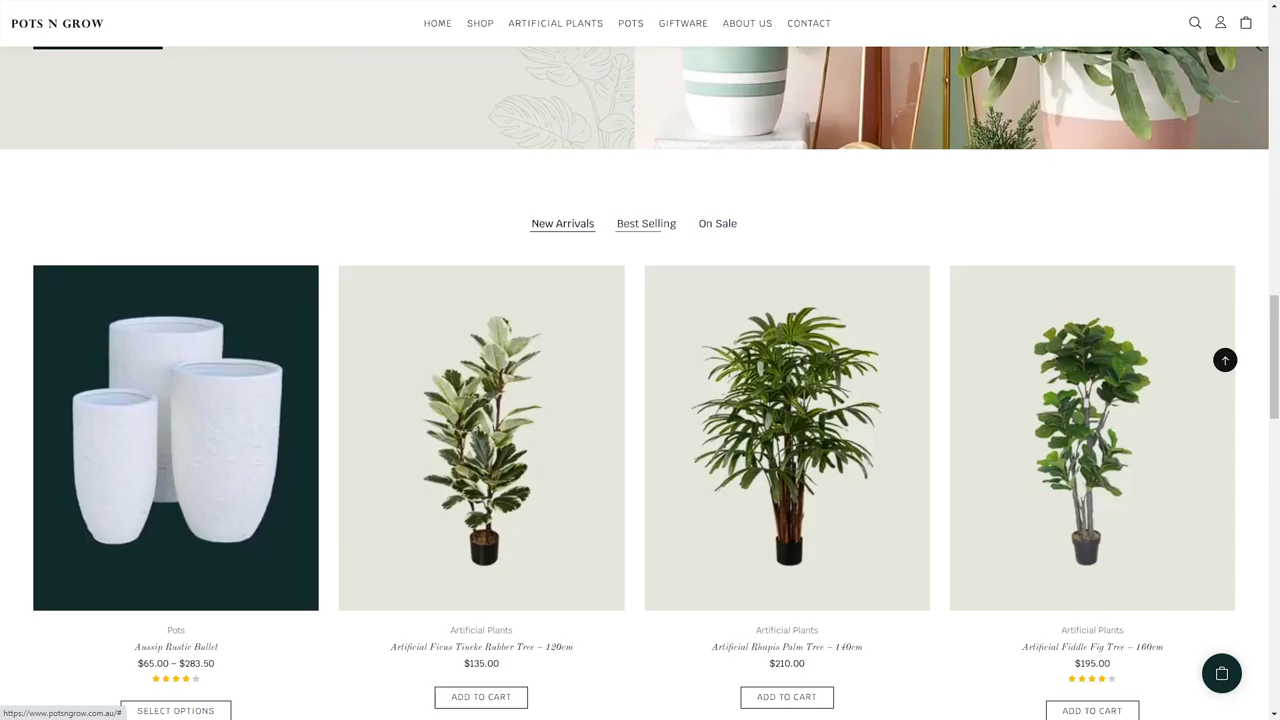 POTS N GROW
HOME SHOP ARTIFICIAL PLANTS POTS GIFTWARE ABOUT US CONTACT
New Arrivals Best Selling On Sale
Pots
Aussip Rustic Bullet
$65.00 – $283.50
SELECT OPTIONS
Artificial Plants
Artificial Ficus Tineke Rubber Tree – 120cm
$135.00
ADD TO CART
Artificial Plants
Artificial Rhapis Palm Tree – 140cm
$210.00
ADD TO CART
Artificial Plants
Artificial Fiddle Fig Tree – 160cm
$195.00
ADD TO CART
https://www.potsngrow.com.au/#